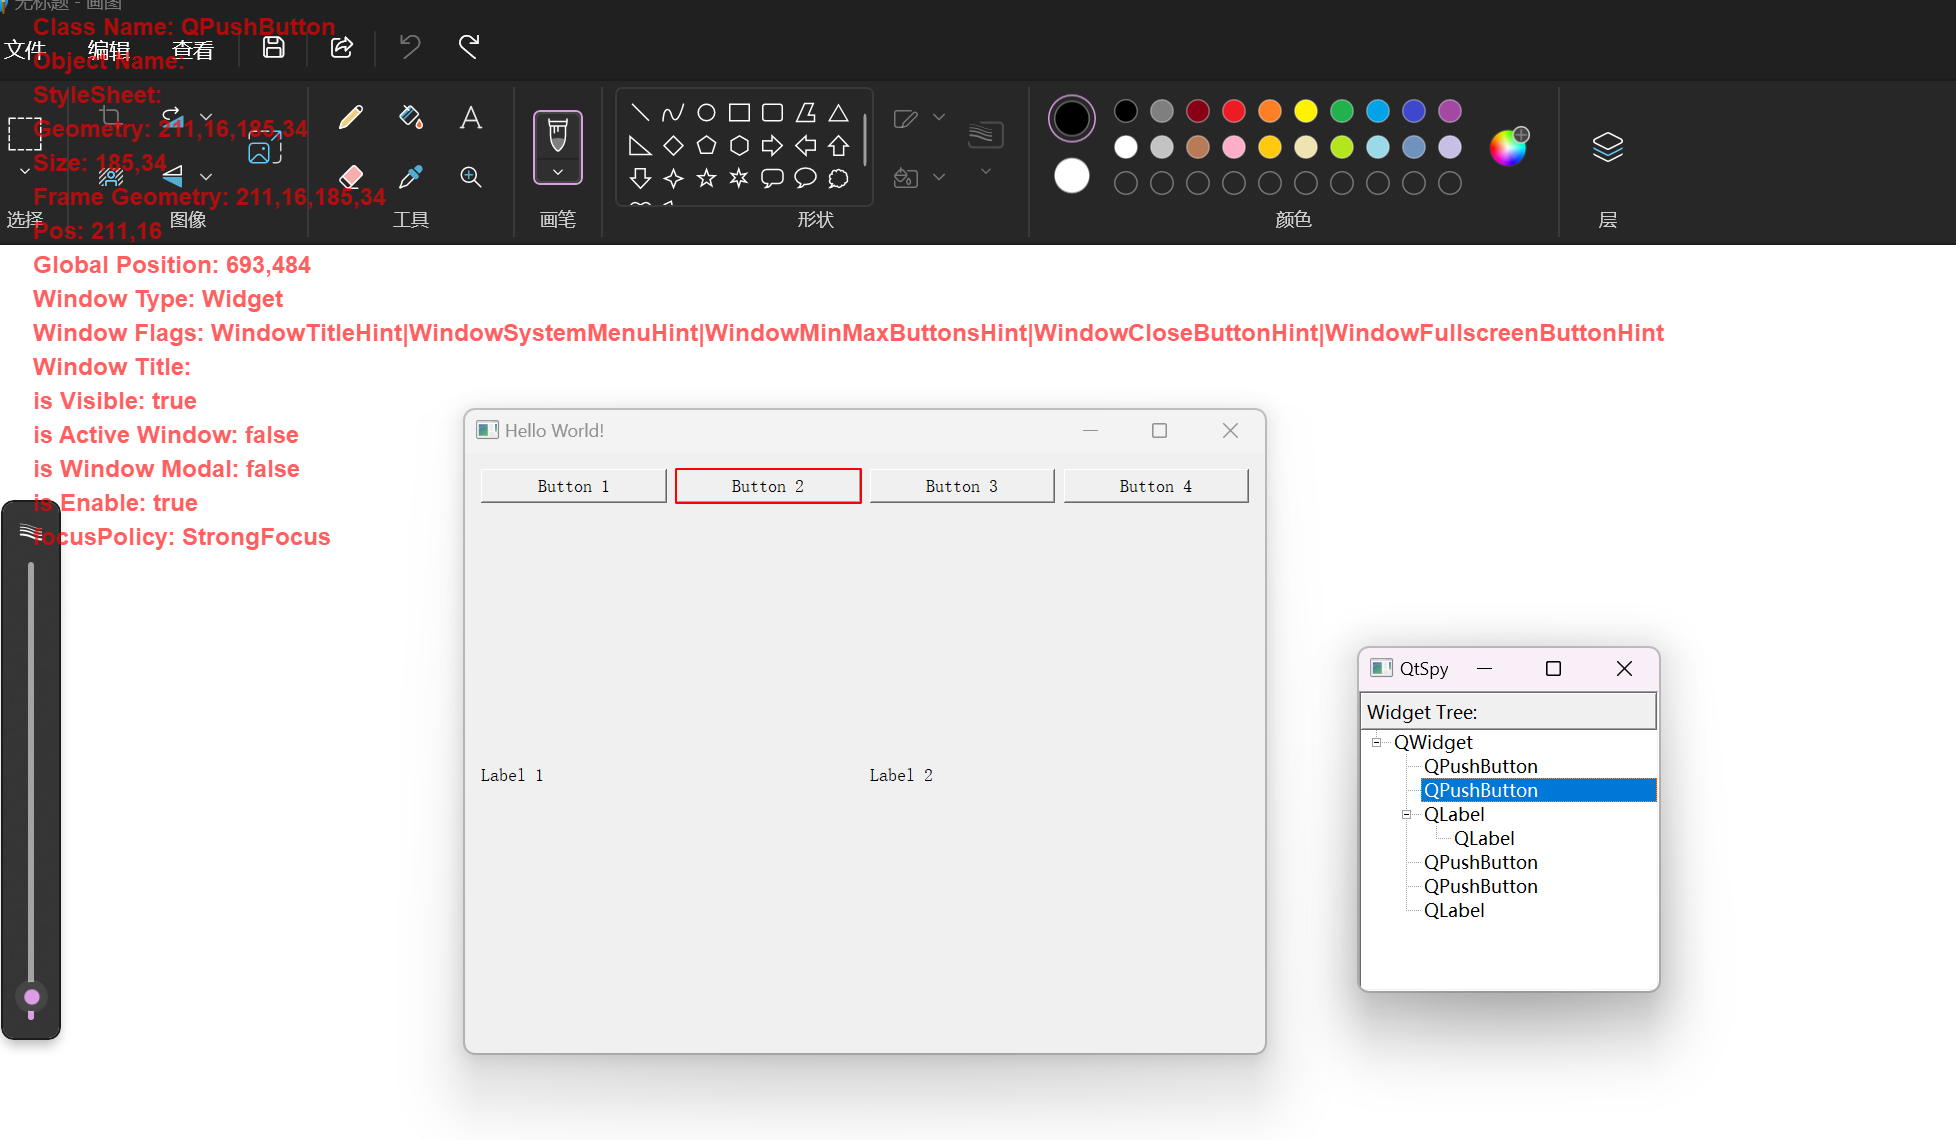 无标题 - 画图
文件 编辑 查看
Class Name: QPushButton
Object Name:
StyleSheet:
Geometry: 211,16,185,34
Size: 185,34
Frame Geometry: 211,16,185,34
Pos: 211,16
选择 图像 工具 画笔 形状 颜色 层
Global Position: 693,484
Window Type: Widget
Window Flags: WindowTitleHint|WindowSystemMenuHint|WindowMinMaxButtonsHint|WindowCloseButtonHint|WindowFullscreenButtonHint
Window Title:
is Visible: true
is Active Window: false
is Window Modal: false
is Enable: true
focusPolicy: StrongFocus
Hello World!
Button 1 Button 2 Button 3 Button 4
Label 1 Label 2
QtSpy
Widget Tree:
QWidget
QPushButton
QPushButton
QLabel
QLabel
QPushButton
QPushButton
QLabel